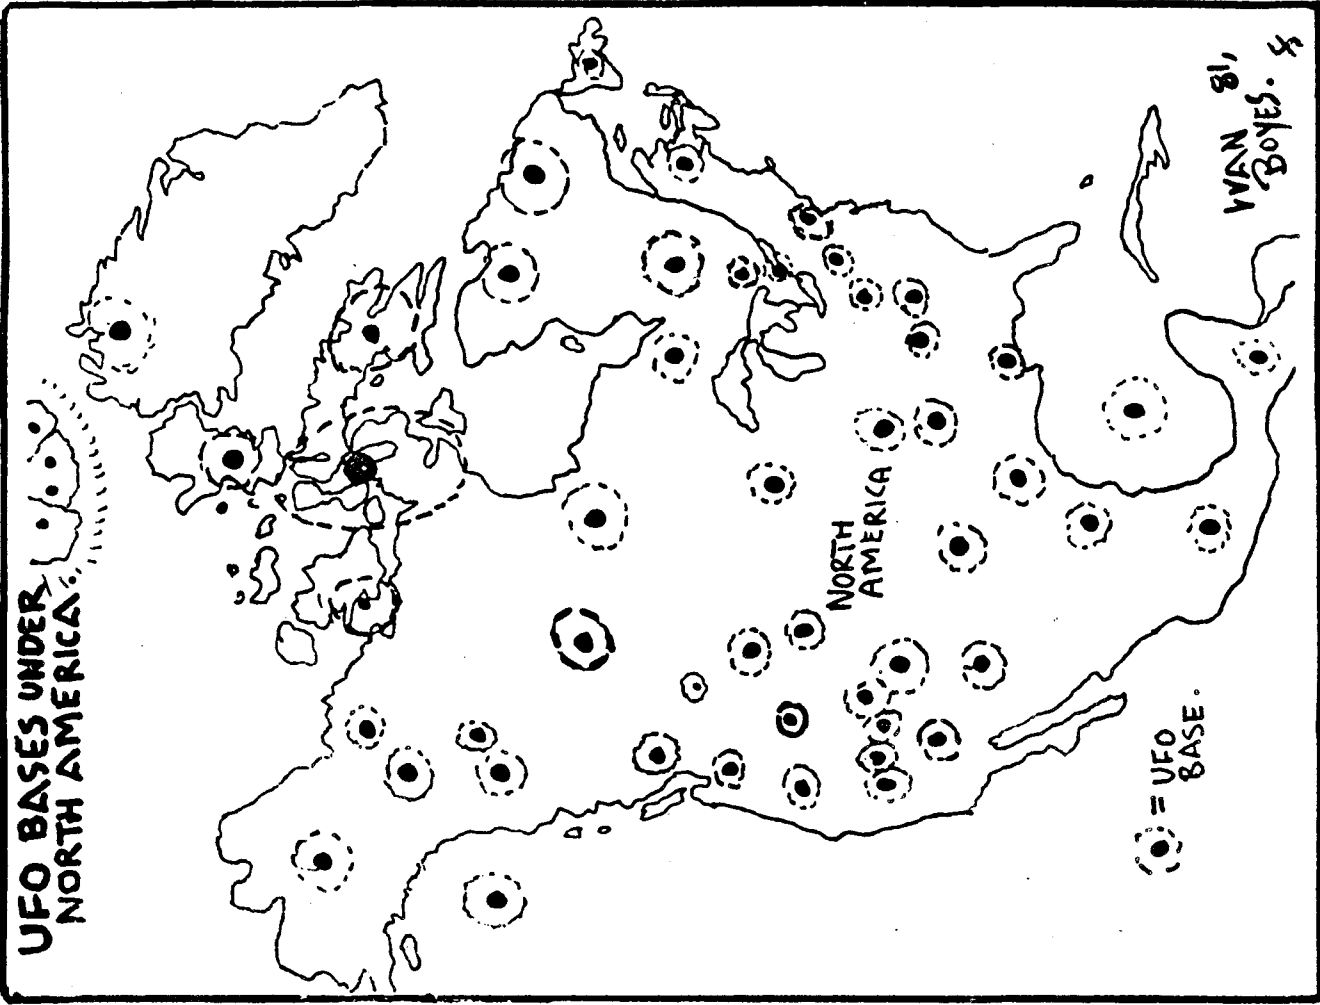 UFO BASES UNDER
NORTH AMERICA.
NORTH
AMERICA
= UFO
BASE.
IVAN 81,
BOYES.